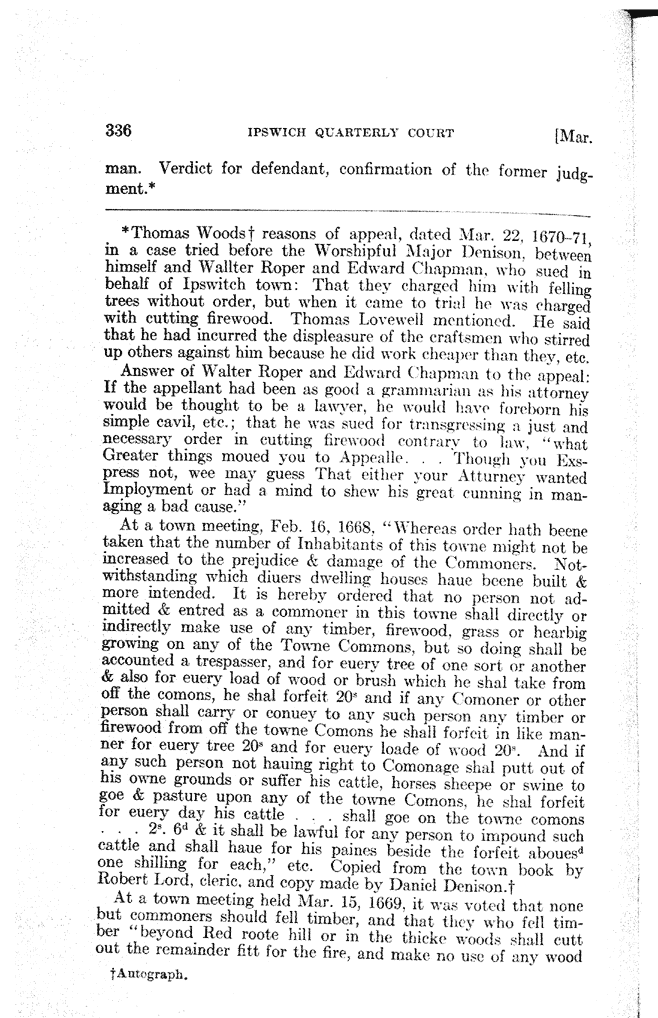 336 IPSWICH QUARTERLY COURT [Mar.
man. Verdict for defendant, confirmation of the former judg-
ment.*
*Thomas Woods† reasons of appeal, dated Mar. 22, 1670-71,
in a case tried before the Worshipful Major Denison, between
himself and Wallter Roper and Edward Chapman, who sued in
behalf of Ipswitch town: That they charged him with felling
trees without order, but when it came to trial he was charged
with cutting firewood. Thomas Lovewell mentioned. He said
that he had incurred the displeasure of the craftsmen who stirred
up others against him because he did work cheaper than they, etc.
Answer of Walter Roper and Edward Chapman to the appeal:
If the appellant had been as good a grammarian as his attorney
would be thought to be a lawyer, he would have foreborn his
simple cavil, etc.; that he was sued for transgressing a just and
necessary order in cutting firewood contrary to law, "what
Greater things moued you to Appealle. . . Though you Exs-
press not, wee may guess That either your Atturney wanted
Imployment or had a mind to shew his great cunning in man-
aging a bad cause."
At a town meeting, Feb. 16, 1668, "Whereas order hath beene
taken that the number of Inhabitants of this towne might not be
increased to the prejudice & damage of the Commoners. Not-
withstanding which diuers dwelling houses haue beene built &
more intended. It is hereby ordered that no person not ad-
mitted & entred as a commoner in this towne shall directly or
indirectly make use of any timber, firewood, grass or hearbig
growing on any of the Towne Commons, but so doing shall be
accounted a trespasser, and for euery tree of one sort or another
& also for euery load of wood or brush which he shal take from
off the comons, he shal forfeit 20ˢ and if any Comoner or other
person shall carry or conuey to any such person any timber or
firewood from off the towne Comons he shall forfeit in like man-
ner for euery tree 20ˢ and for euery loade of wood 20ˢ. And if
any such person not hauing right to Comonage shal putt out of
his owne grounds or suffer his cattle, horses sheepe or swine to
goe & pasture upon any of the towne Comons, he shal forfeit
for euery day his cattle . . . shall goe on the towne comons
. . . 2ˢ. 6ᵈ & it shall be lawful for any person to impound such
cattle and shall haue for his paines beside the forfeit abouesᵈ
one shilling for each," etc. Copied from the town book by
Robert Lord, cleric, and copy made by Daniel Denison.†
At a town meeting held Mar. 15, 1669, it was voted that none
but commoners should fell timber, and that they who fell tim-
ber "beyond Red roote hill or in the thicke woods shall cutt
out the remainder fitt for the fire, and make no use of any wood
†Autograph.